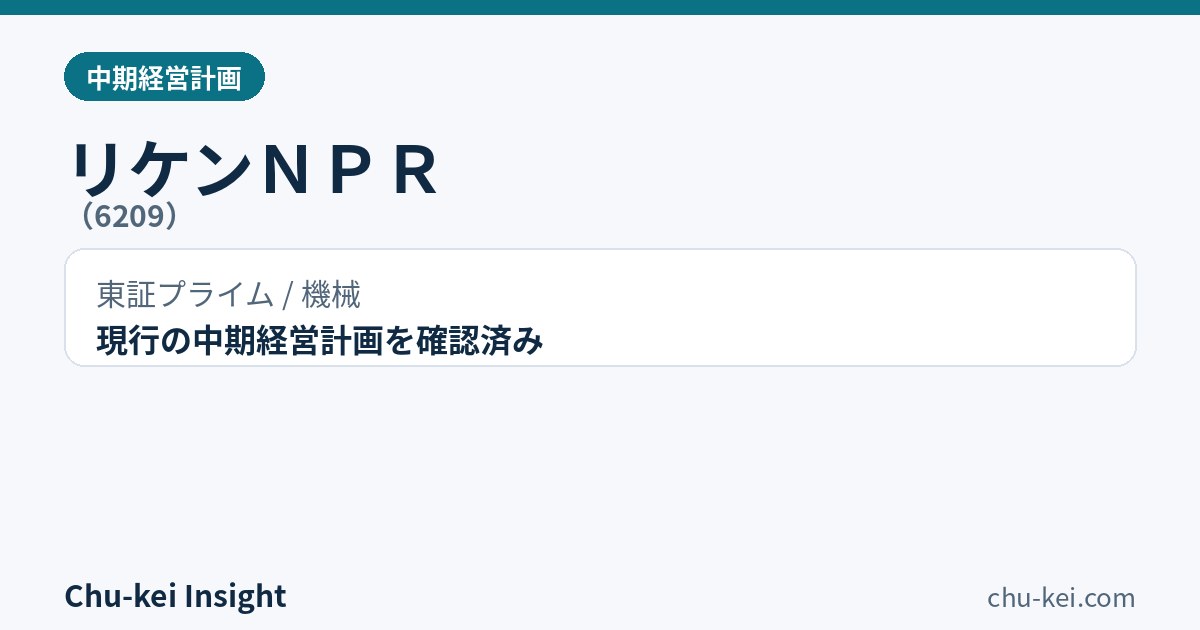 中期経営計画
リケンＮＰＲ
（6209）
東証プライム / 機械
現行の中期経営計画を確認済み
Chu-kei Insight
chu-kei.com